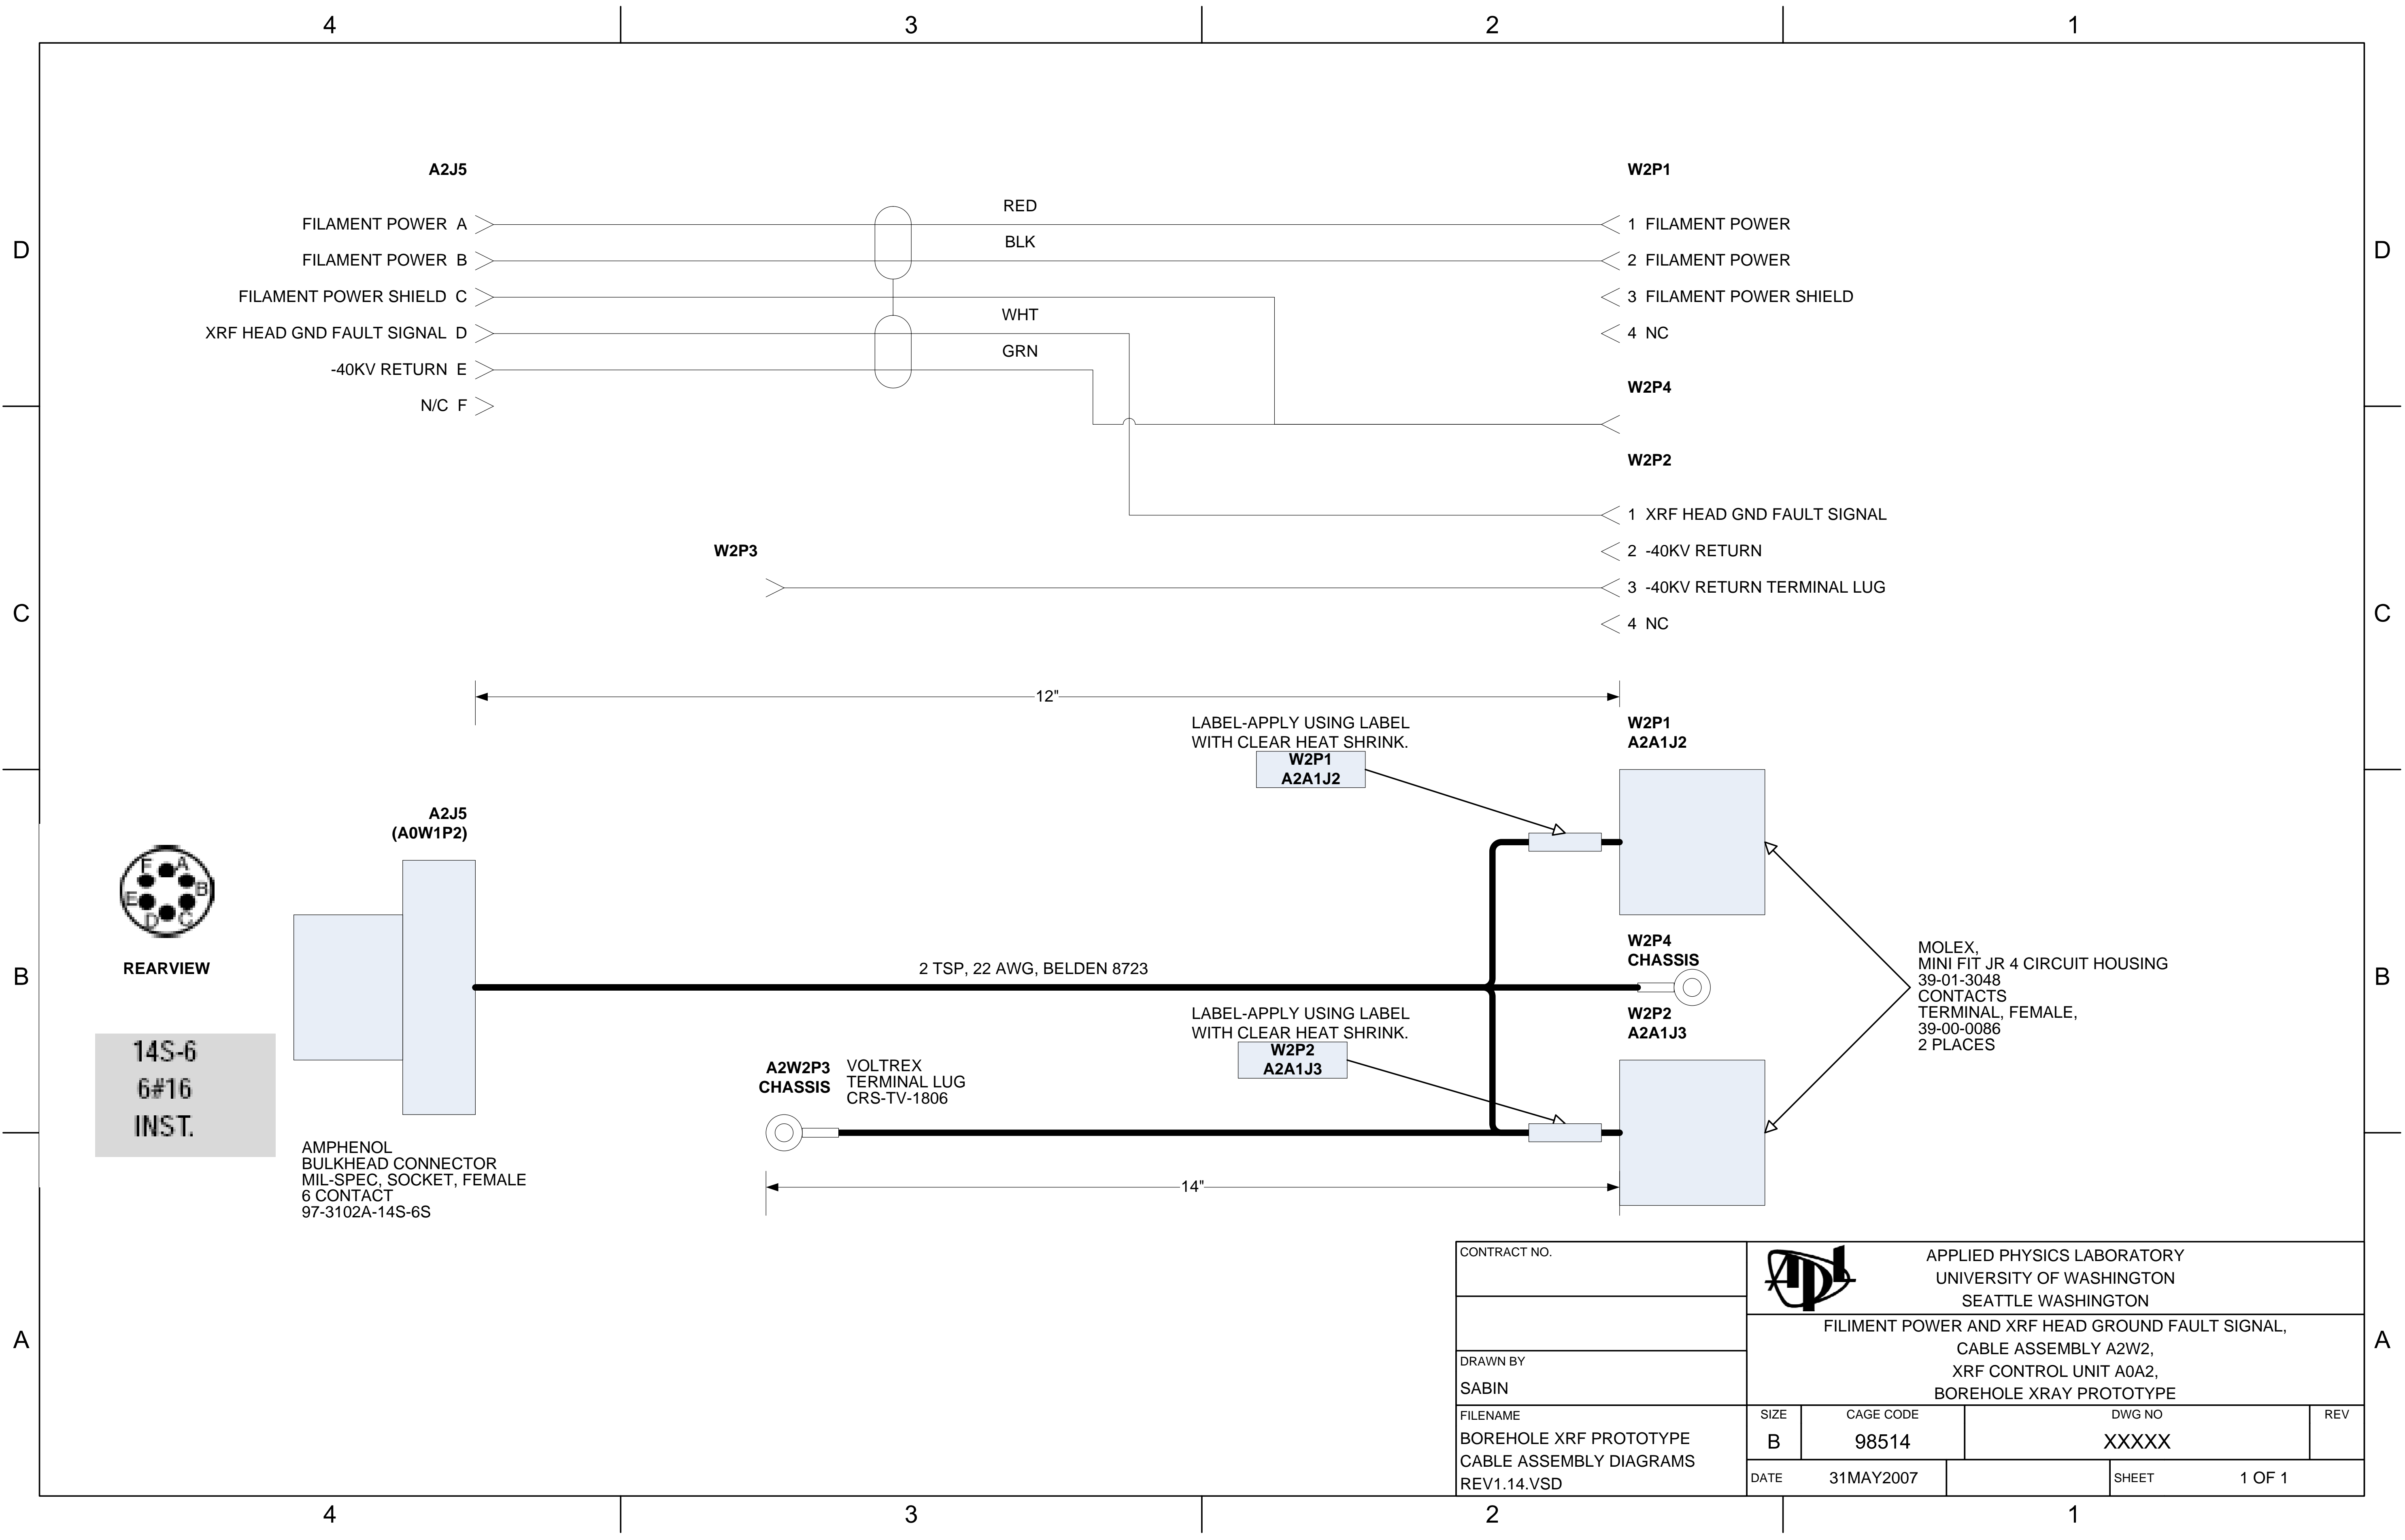 4 3 2 1
A2J5
W2P1
RED
FILAMENT POWER A
1 FILAMENT POWER
BLK
D
D
FILAMENT POWER B
2 FILAMENT POWER
FILAMENT POWER SHIELD C
3 FILAMENT POWER SHIELD
WHT
XRF HEAD GND FAULT SIGNAL D
4 NC
GRN
-40KV RETURN E
W2P4
N/C F
W2P2
1 XRF HEAD GND FAULT SIGNAL
W2P3
2 -40KV RETURN
3 -40KV RETURN TERMINAL LUG
C
C
4 NC
12"
LABEL-APPLY USING LABEL
WITH CLEAR HEAT SHRINK.
W2P1
A2A1J2
W2P1
A2A1J2
A2J5
(A0W1P2)
F A
E B
D C
REARVIEW
B
B
2 TSP, 22 AWG, BELDEN 8723
W2P4
CHASSIS
MOLEX,
MINI FIT JR 4 CIRCUIT HOUSING
39-01-3048
CONTACTS
TERMINAL, FEMALE,
39-00-0086
2 PLACES
LABEL-APPLY USING LABEL
WITH CLEAR HEAT SHRINK.
W2P2
A2A1J3
W2P2
A2A1J3
14S-6
6#16
INST.
A2W2P3
CHASSIS
VOLTREX
TERMINAL LUG
CRS-TV-1806
AMPHENOL
BULKHEAD CONNECTOR
MIL-SPEC, SOCKET, FEMALE
6 CONTACT
97-3102A-14S-6S
14"
A
A
CONTRACT NO.
APL
APPLIED PHYSICS LABORATORY
UNIVERSITY OF WASHINGTON
SEATTLE WASHINGTON
FILIMENT POWER AND XRF HEAD GROUND FAULT SIGNAL,
CABLE ASSEMBLY A2W2,
XRF CONTROL UNIT A0A2,
BOREHOLE XRAY PROTOTYPE
DRAWN BY
SABIN
FILENAME
BOREHOLE XRF PROTOTYPE
CABLE ASSEMBLY DIAGRAMS
REV1.14.VSD
SIZE
B
CAGE CODE
98514
DWG NO
XXXXX
REV
DATE 31MAY2007
SHEET 1 OF 1
4 3 2 1